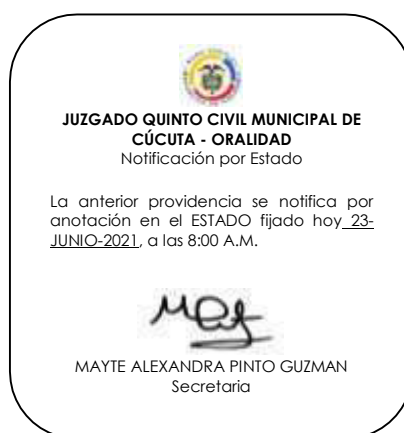 JUZGADO QUINTO CIVIL MUNICIPAL DE
CÚCUTA - ORALIDAD
Notificación por Estado
La anterior providencia se notifica por
anotación en el ESTADO fijado hoy 23-
JUNIO-2021, a las 8:00 A.M.
MAYTE ALEXANDRA PINTO GUZMAN
Secretaria